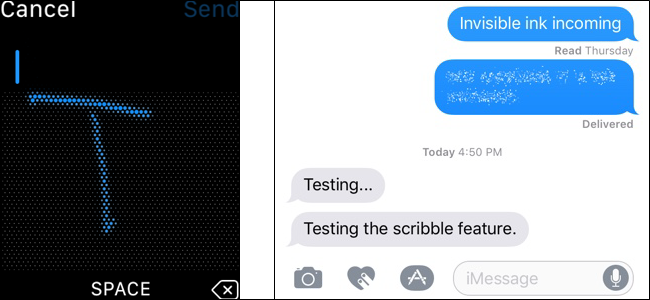 Cancel Send
T
SPACE
Invisible ink incoming
Read Thursday
Delivered
Today 4:50 PM
Testing...
Testing the scribble feature.
iMessage